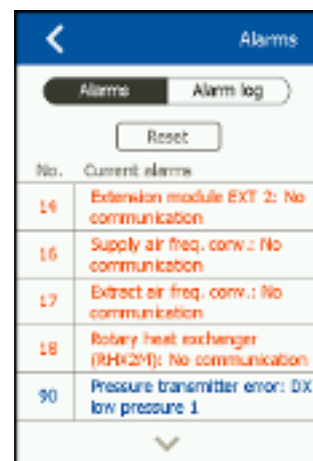 Alarms
Alarms Alarm log
Reset
No. Current alarms
14 Extension module EXT 2: No
communication
16 Supply air freq. conv.: No
communication
17 Extract air freq. conv.: No
communication
18 Rotary heat exchanger
(RHX2M): No communication
90 Pressure transmitter error: DX
low pressure 1